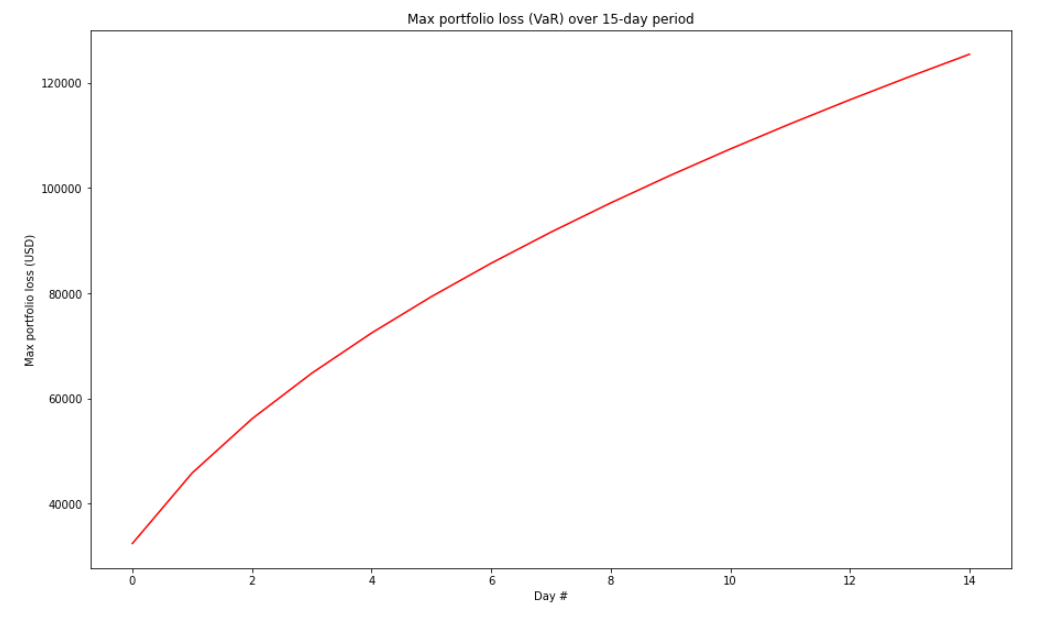 Max portfolio loss (VaR) over 15-day period
Max portfolio loss (USD)
120000
100000
80000
60000
40000
0 2 4 6 8 10 12 14
Day #